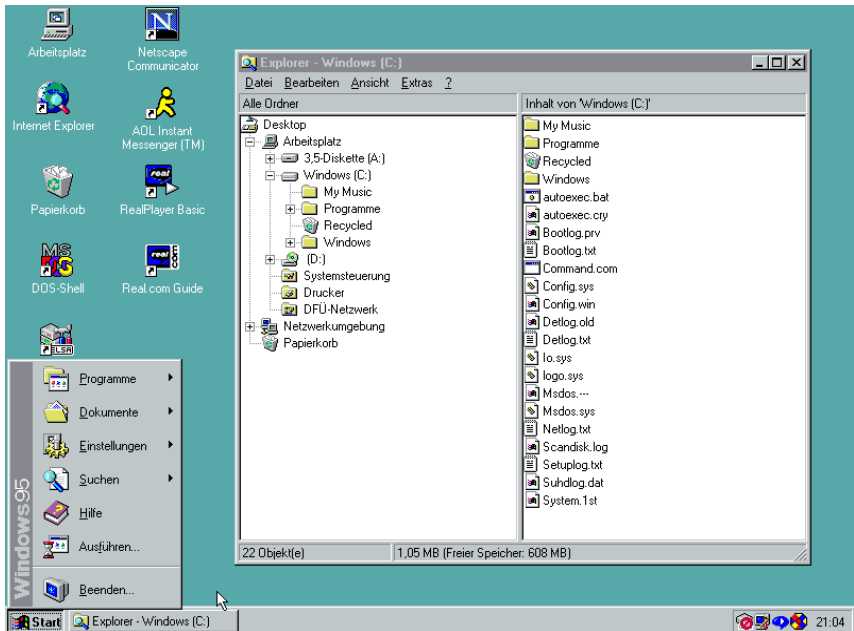 Arbeitsplatz
Netscape
Communicator
Internet Explorer
AOL Instant
Messenger (TM)
Papierkorb
real
RealPlayer Basic
MS
DOS-Shell
real
Real.com Guide
ELSA
Explorer - Windows (C:)
Datei Bearbeiten Ansicht Extras ?
Alle Ordner
Desktop
Arbeitsplatz
3,5-Diskette (A:)
Windows (C:)
My Music
Programme
Recycled
Windows
(D:)
Systemsteuerung
Drucker
DFÜ-Netzwerk
Netzwerkumgebung
Papierkorb
Inhalt von 'Windows (C:)'
My Music
Programme
Recycled
Windows
autoexec.bat
autoexec.cry
Bootlog.prv
Bootlog.txt
Command.com
Config.sys
Config.win
Detlog.old
Detlog.txt
Io.sys
logo.sys
Msdos.---
Msdos.sys
Netlog.txt
Scandisk.log
Setuplog.txt
Suhdlog.dat
System.1st
22 Objekt(e)
1,05 MB (Freier Speicher: 608 MB)
Windows95
Programme
Dokumente
Einstellungen
Suchen
Hilfe
Ausführen...
Beenden...
Start
Explorer - Windows (C:)
21:04